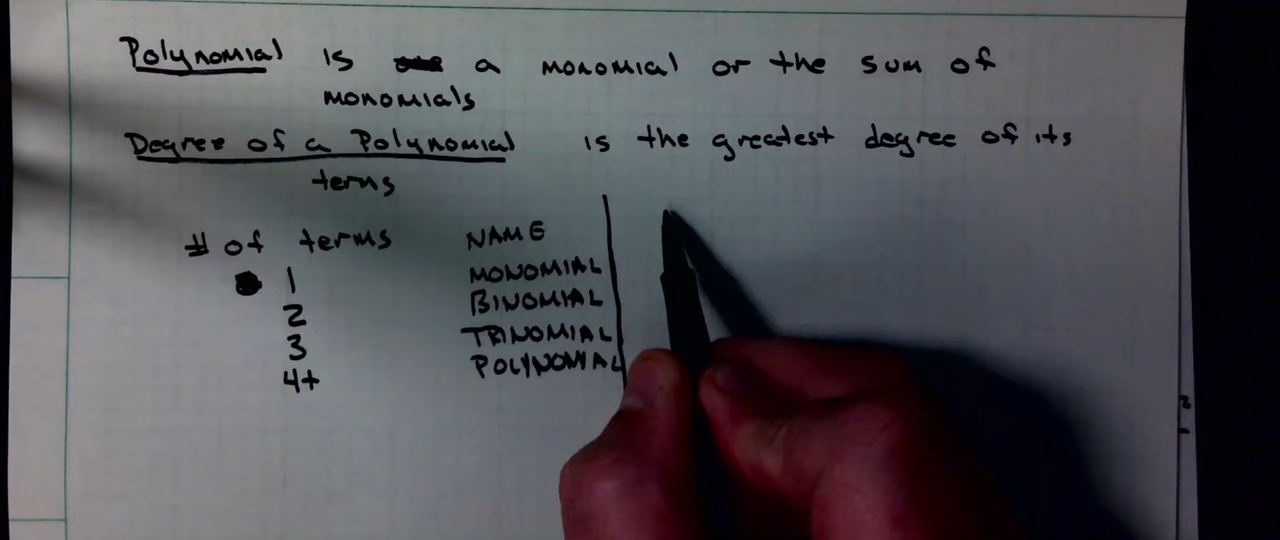 Polynomial is a monomial or the sum of
monomials
Degree of a Polynomial is the greatest degree of its
terms
# of terms NAME
1 MONOMIAL
2 BINOMIAL
3 TRINOMIAL
4+ POLYNOMIAL